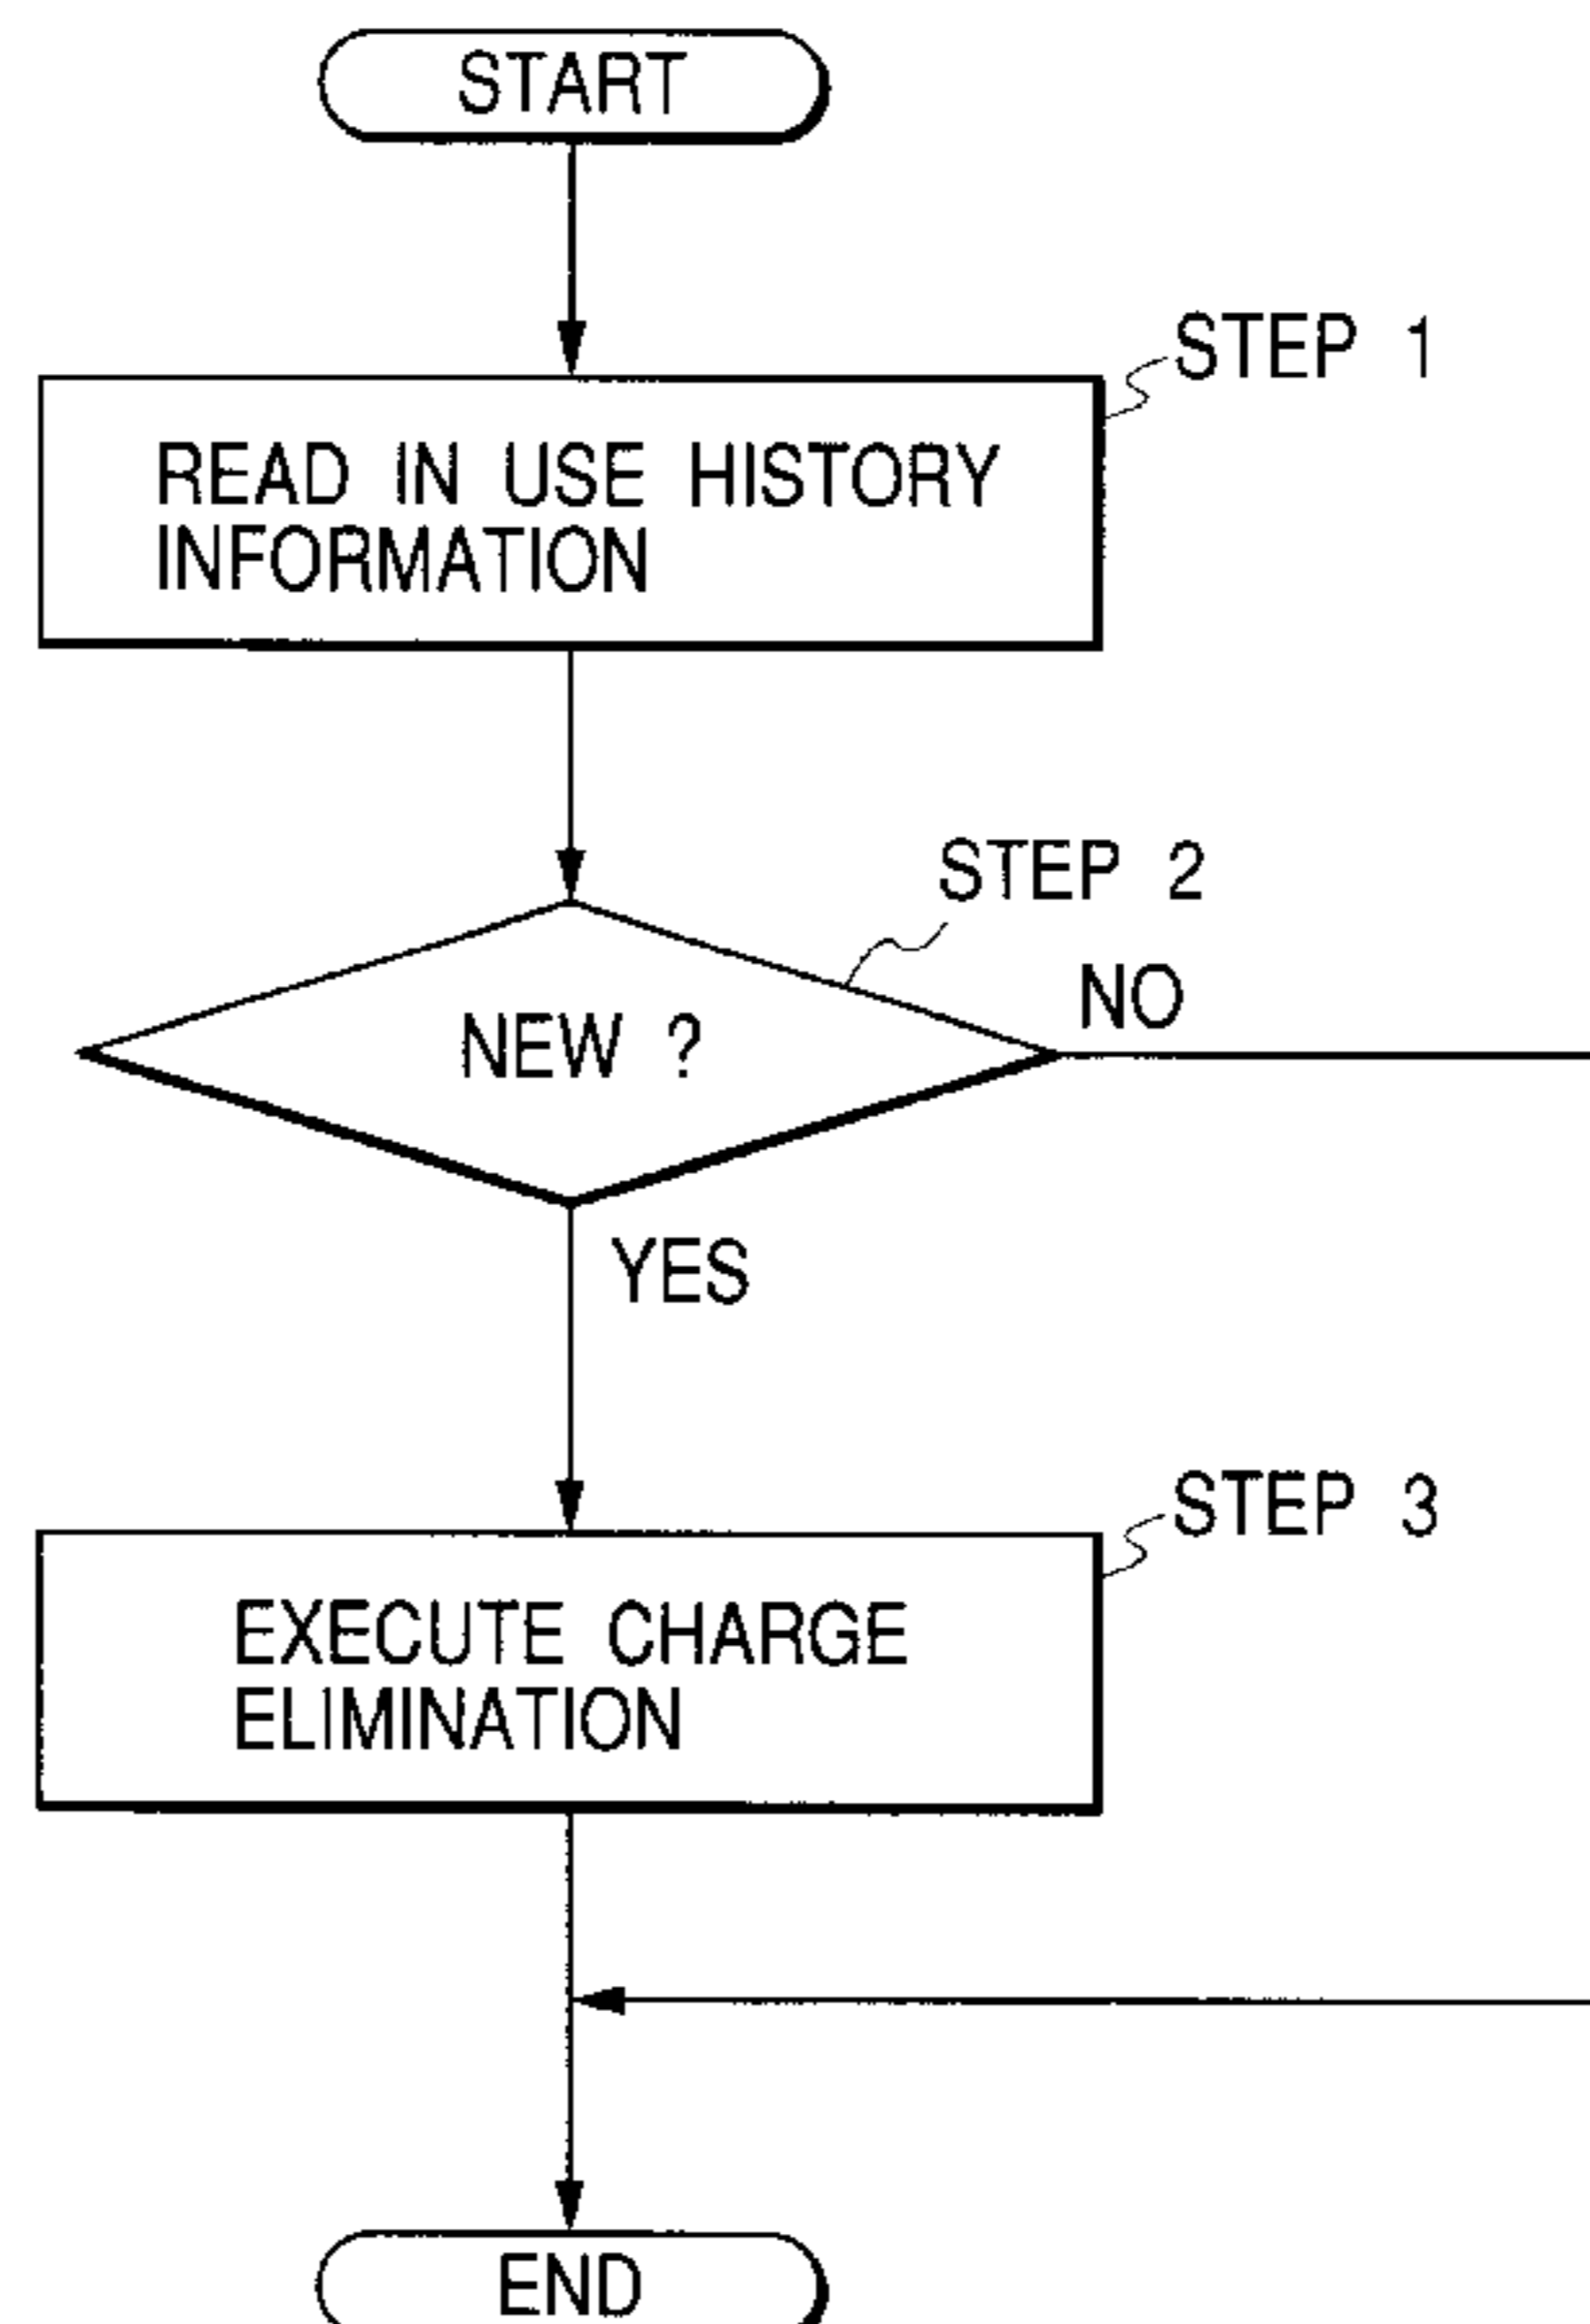 START
STEP 1
READ IN USE HISTORY
INFORMATION
STEP 2
NO
NEW ?
YES
STEP 3
EXECUTE CHARGE
ELIMINATION
END